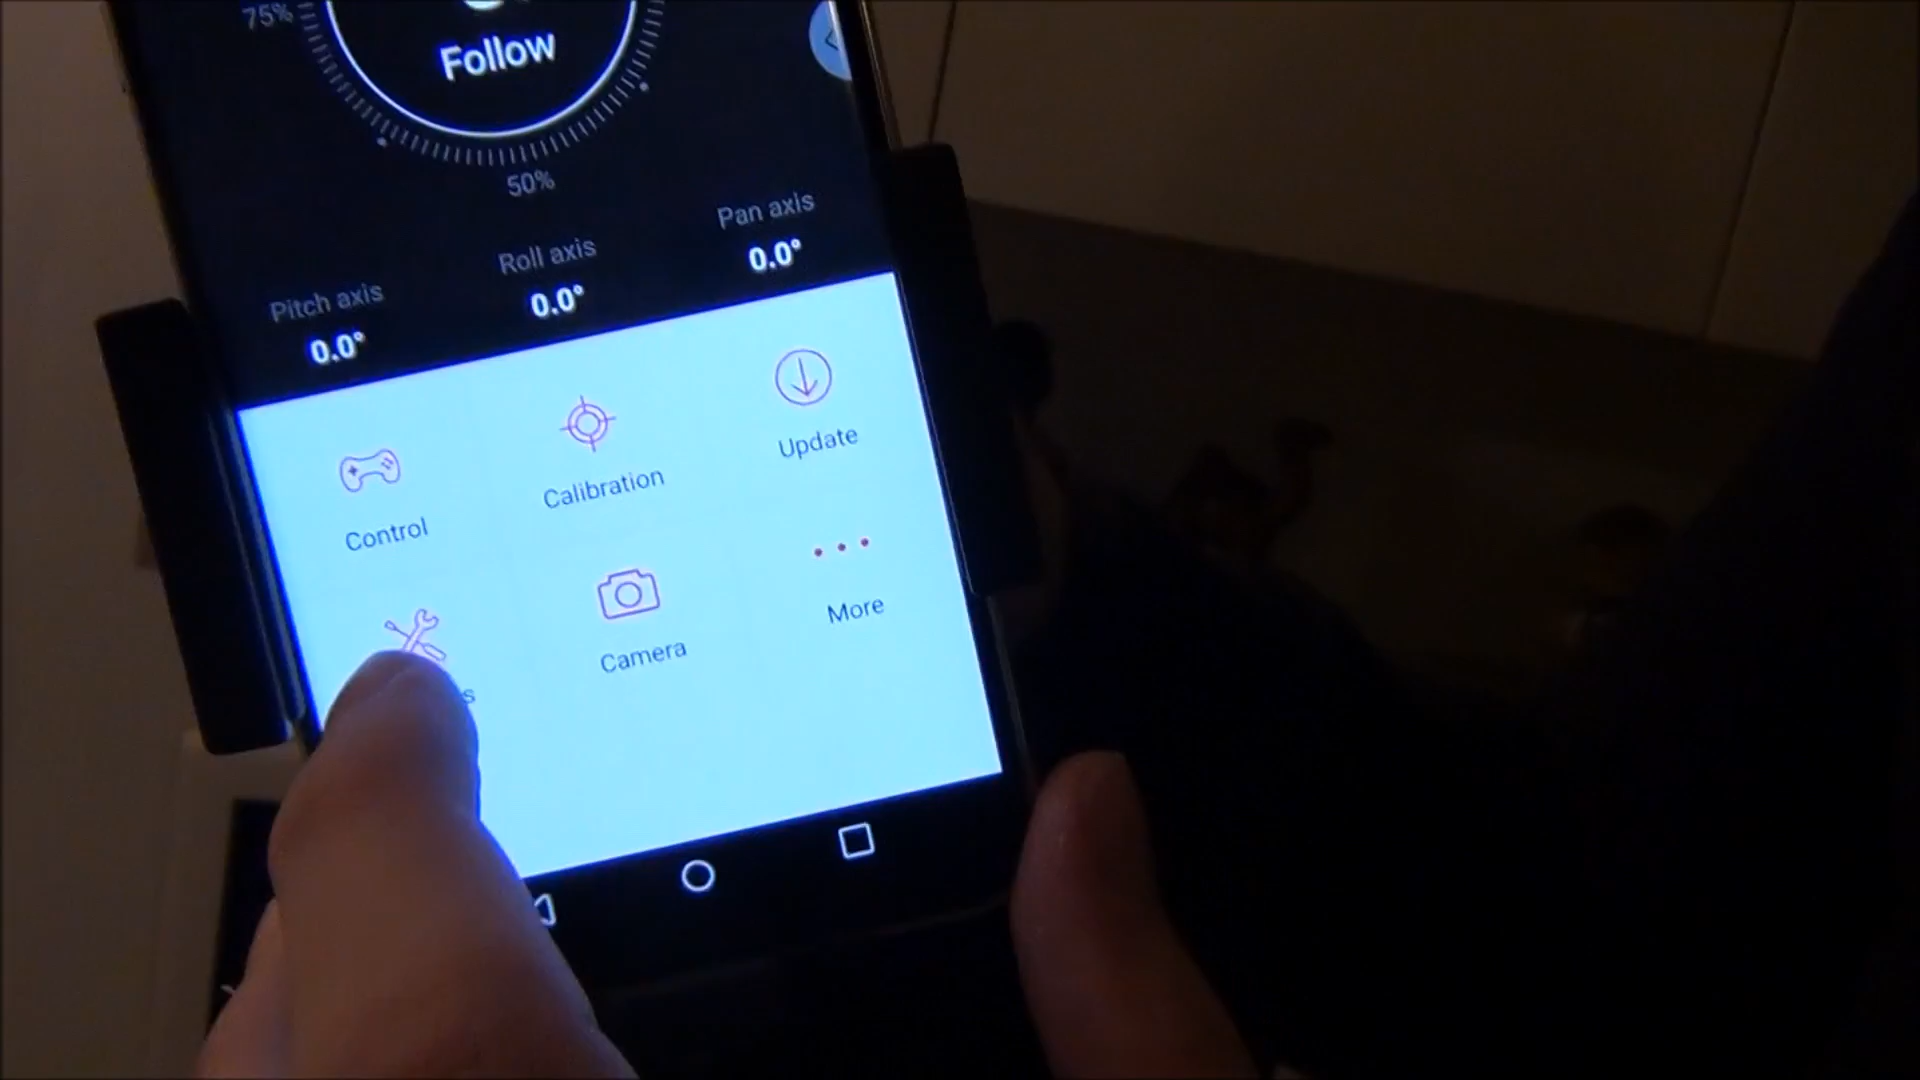 75%
Follow
50%
Pitch axis
Roll axis
Pan axis
0.0°
0.0°
0.0°
Control
Calibration
Update
Camera
More